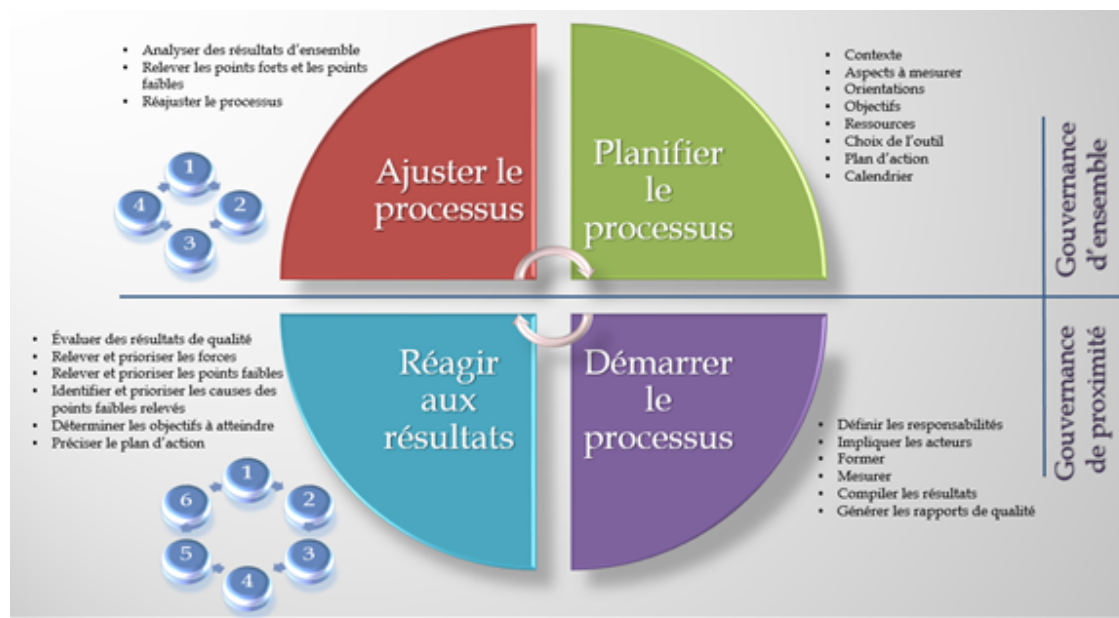 • Analyser des résultats d'ensemble
• Relever les points forts et les points
faibles
• Réajuster le processus
1
2
3
4
Ajuster le
processus
Planifier
le
processus
• Contexte
• Aspects à mesurer
• Orientations
• Objectifs
• Ressources
• Choix de l'outil
• Plan d'action
• Calendrier
Gouvernance
d'ensemble
• Évaluer des résultats de qualité
• Relever et prioriser les forces
• Relever et prioriser les points faibles
• Identifier et prioriser les causes des
points faibles relevés
• Déterminer les objectifs à atteindre
• Préciser le plan d'action
1
2
3
4
5
6
Réagir
aux
résultats
Démarrer
le
processus
• Définir les responsabilités
• Impliquer les acteurs
• Former
• Mesurer
• Compiler les résultats
• Générer les rapports de qualité
Gouvernance
de proximité